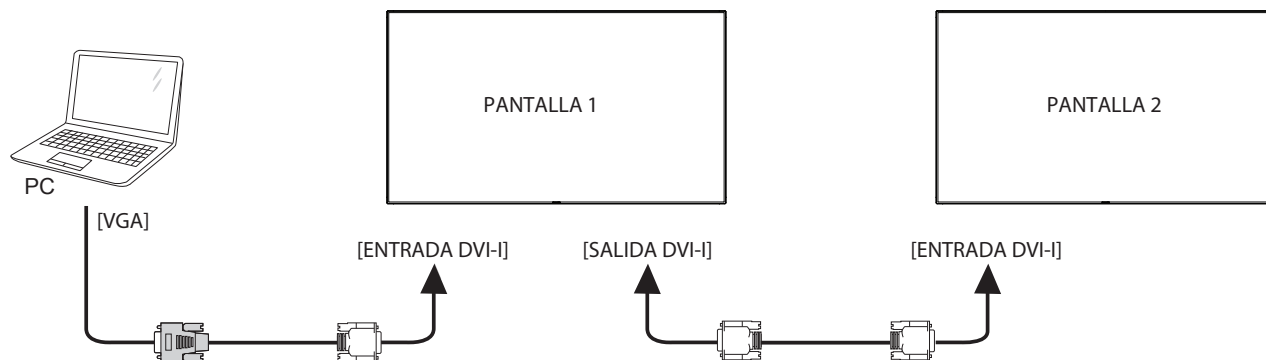 PANTALLA 1
PANTALLA 2
PC
[VGA]
[ENTRADA DVI-I]
[SALIDA DVI-I]
[ENTRADA DVI-I]